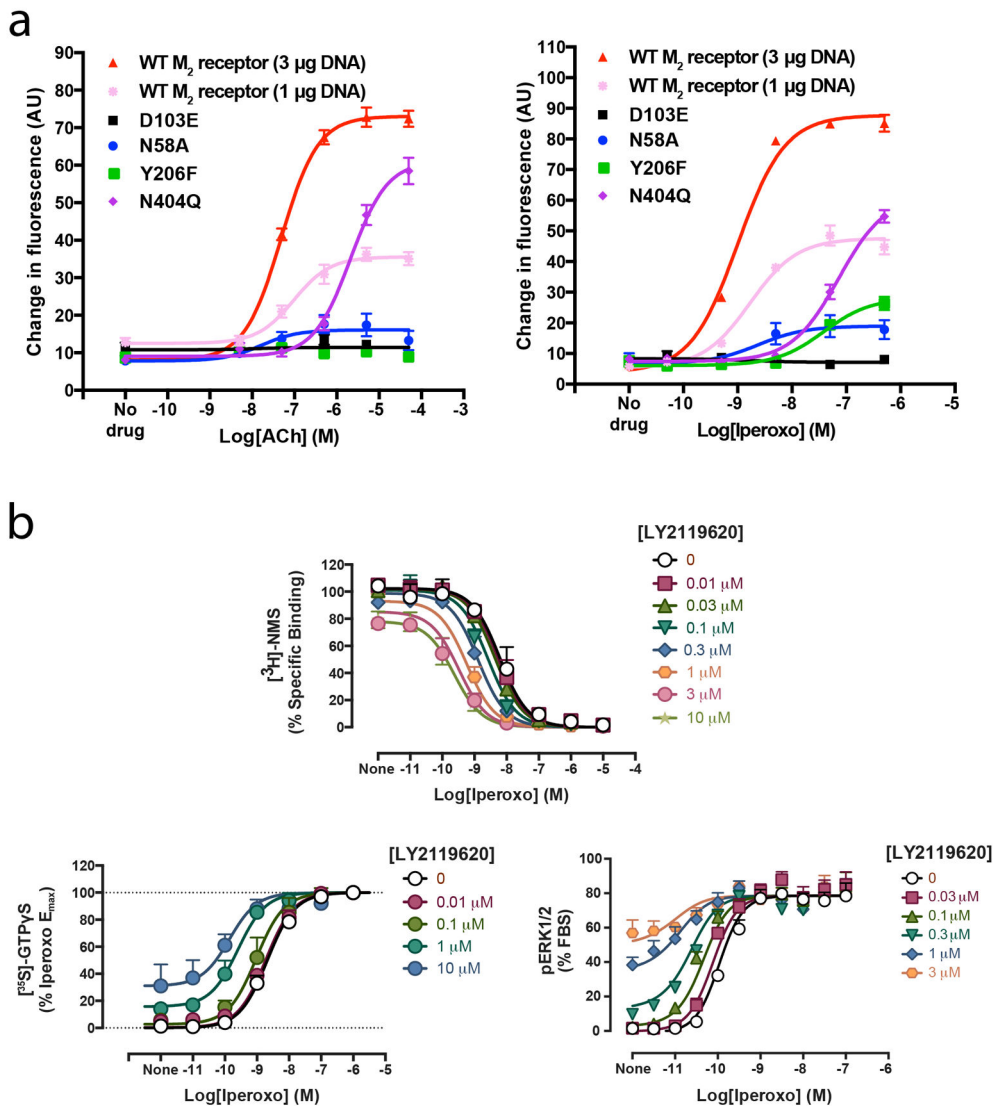 a
90
80
70
60
50
40
30
20
10
0
Change in fluorescence (AU)
WT M₂ receptor (3 µg DNA)
WT M₂ receptor (1 µg DNA)
D103E
N58A
Y206F
N404Q
No drug
-10
-9
-8
-7
-6
-5
-4
-3
Log[ACh] (M)
110
100
90
80
70
60
50
40
30
20
10
0
Change in fluorescence (AU)
WT M₂ receptor (3 µg DNA)
WT M₂ receptor (1 µg DNA)
D103E
N58A
Y206F
N404Q
No drug
-10
-9
-8
-7
-6
-5
Log[Iperoxo] (M)
b
120
100
80
60
40
20
0
[³H]-NMS
(% Specific Binding)
None
-11
-10
-9
-8
-7
-6
-5
-4
Log[Iperoxo] (M)
[LY2119620]
0
0.01 µM
0.03 µM
0.1 µM
0.3 µM
1 µM
3 µM
10 µM
120
100
80
60
40
20
0
[³⁵S]-GTPγS
(% Iperoxo Emax)
None
-11
-10
-9
-8
-7
-6
-5
Log[Iperoxo] (M)
[LY2119620]
0
0.01 µM
0.1 µM
1 µM
10 µM
100
80
60
40
20
0
pERK1/2
(% FBS)
None
-11
-10
-9
-8
-7
-6
Log[Iperoxo] (M)
[LY2119620]
0
0.03 µM
0.1 µM
0.3 µM
1 µM
3 µM